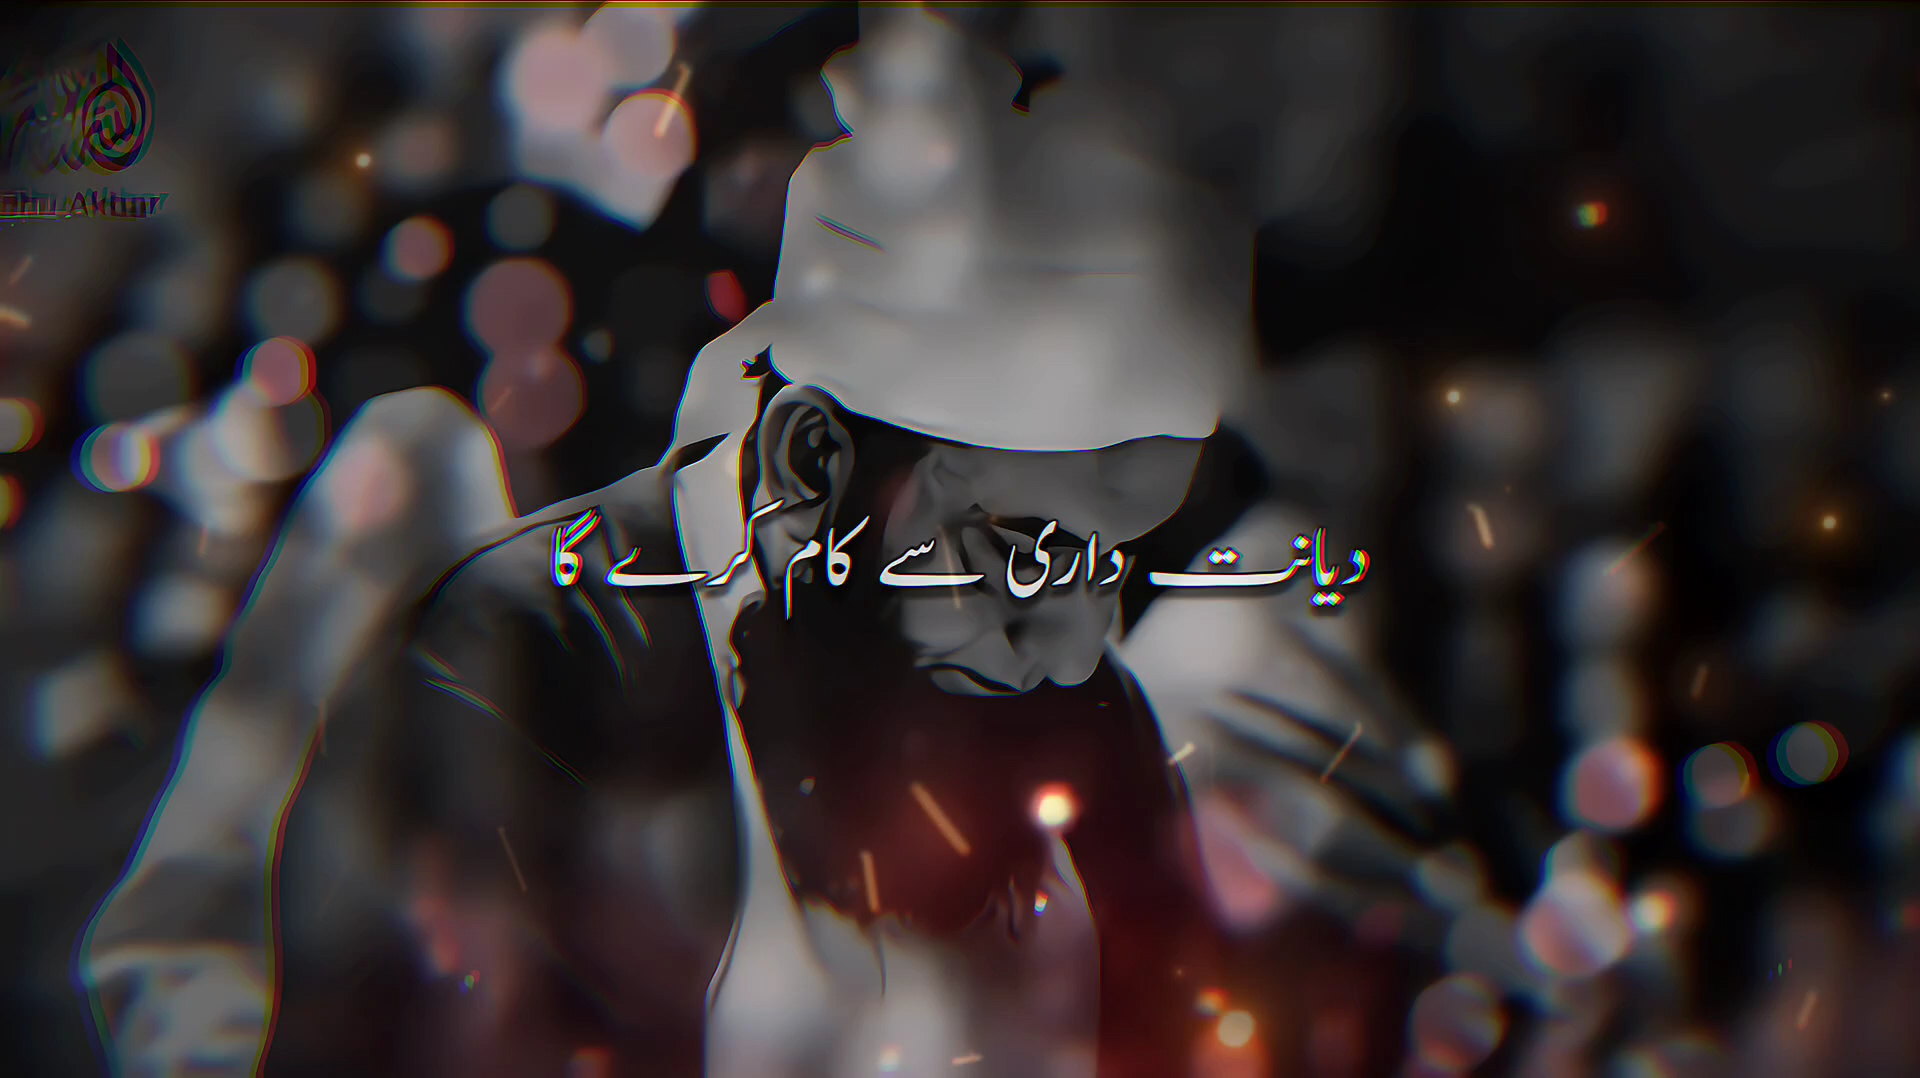 دیانت داری سے کام کرے گا